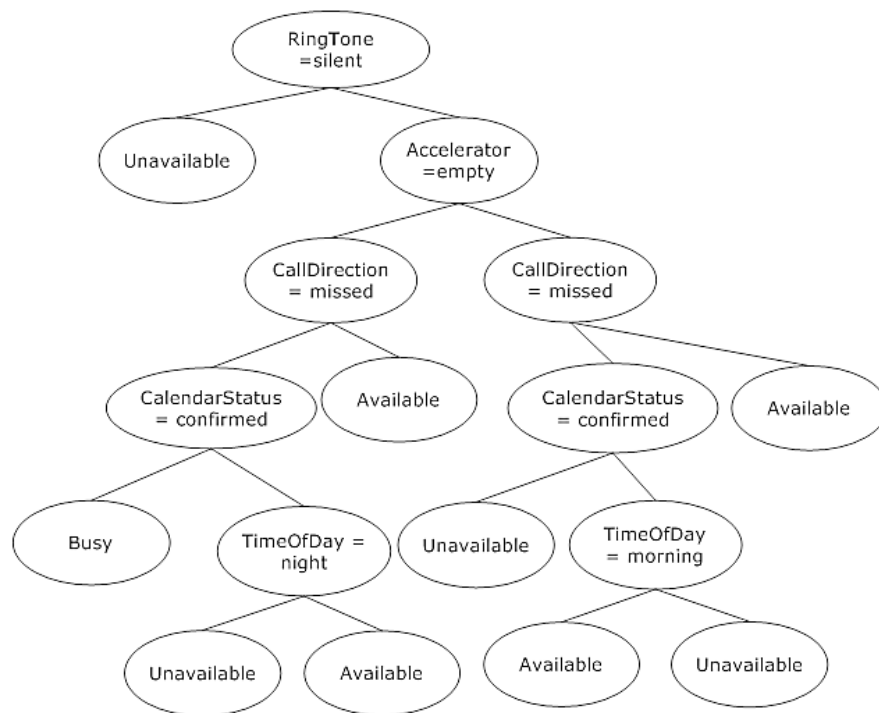 RingTone
=silent
Unavailable
Accelerator
=empty
CallDirection
= missed
CallDirection
= missed
CalendarStatus
= confirmed
Available
CalendarStatus
= confirmed
Available
Busy
TimeOfDay =
night
Unavailable
TimeOfDay
= morning
Unavailable
Available
Available
Unavailable